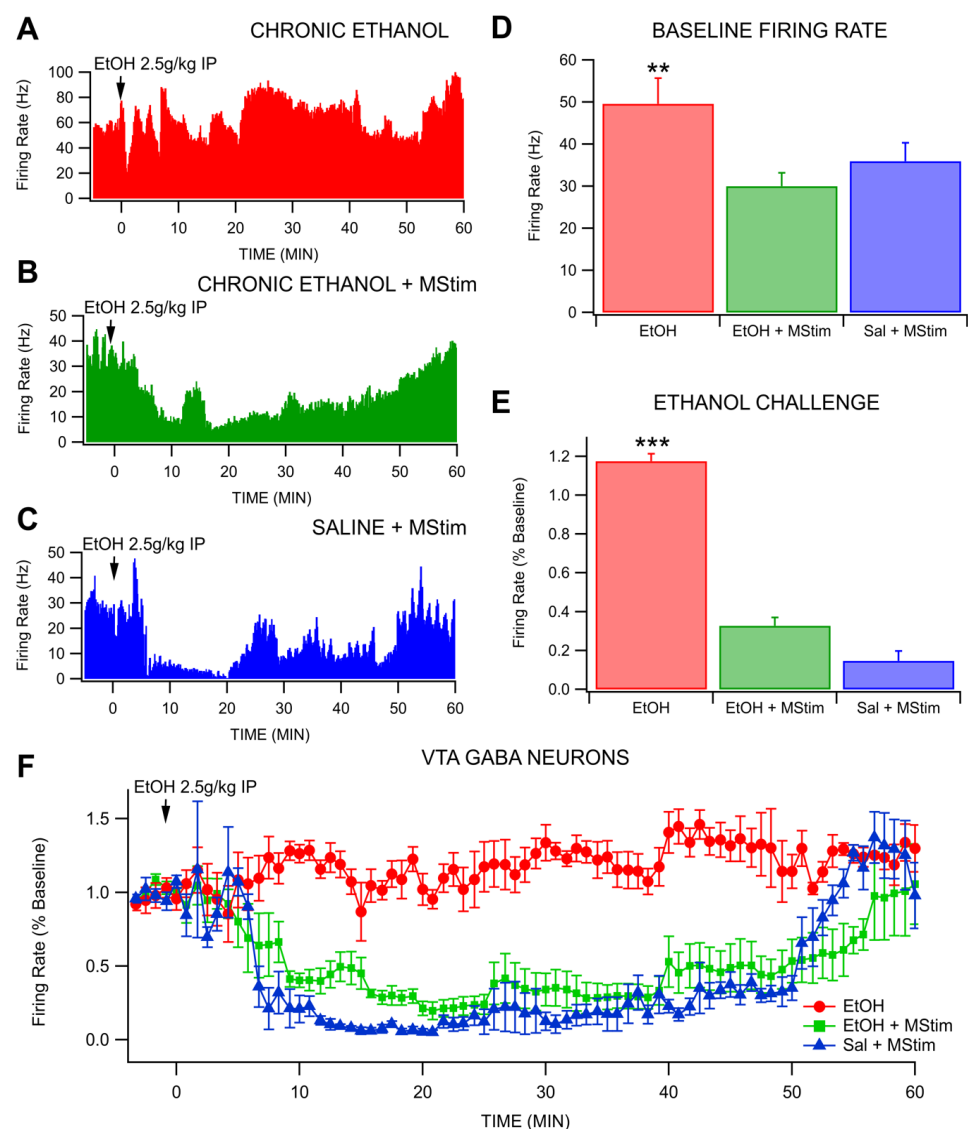 A
CHRONIC ETHANOL
EtOH 2.5g/kg IP
Firing Rate (Hz)
100
80
60
40
20
0
0 10 20 30 40 50 60
TIME (MIN)
B
CHRONIC ETHANOL + MStim
EtOH 2.5g/kg IP
Firing Rate (Hz)
50
40
30
20
10
0
0 10 20 30 40 50 60
TIME (MIN)
C
SALINE + MStim
EtOH 2.5g/kg IP
Firing Rate (Hz)
50
40
30
20
10
0
0 10 20 30 40 50 60
TIME (MIN)
D
BASELINE FIRING RATE
**
Firing Rate (Hz)
60
50
40
30
20
10
0
EtOH EtOH + MStim Sal + MStim
E
ETHANOL CHALLENGE
***
Firing Rate (% Baseline)
1.2
1.0
0.8
0.6
0.4
0.2
0.0
EtOH EtOH + MStim Sal + MStim
F
VTA GABA NEURONS
EtOH 2.5g/kg IP
Firing Rate (% Baseline)
1.5
1.0
0.5
0.0
EtOH
EtOH + MStim
Sal + MStim
0 10 20 30 40 50 60
TIME (MIN)